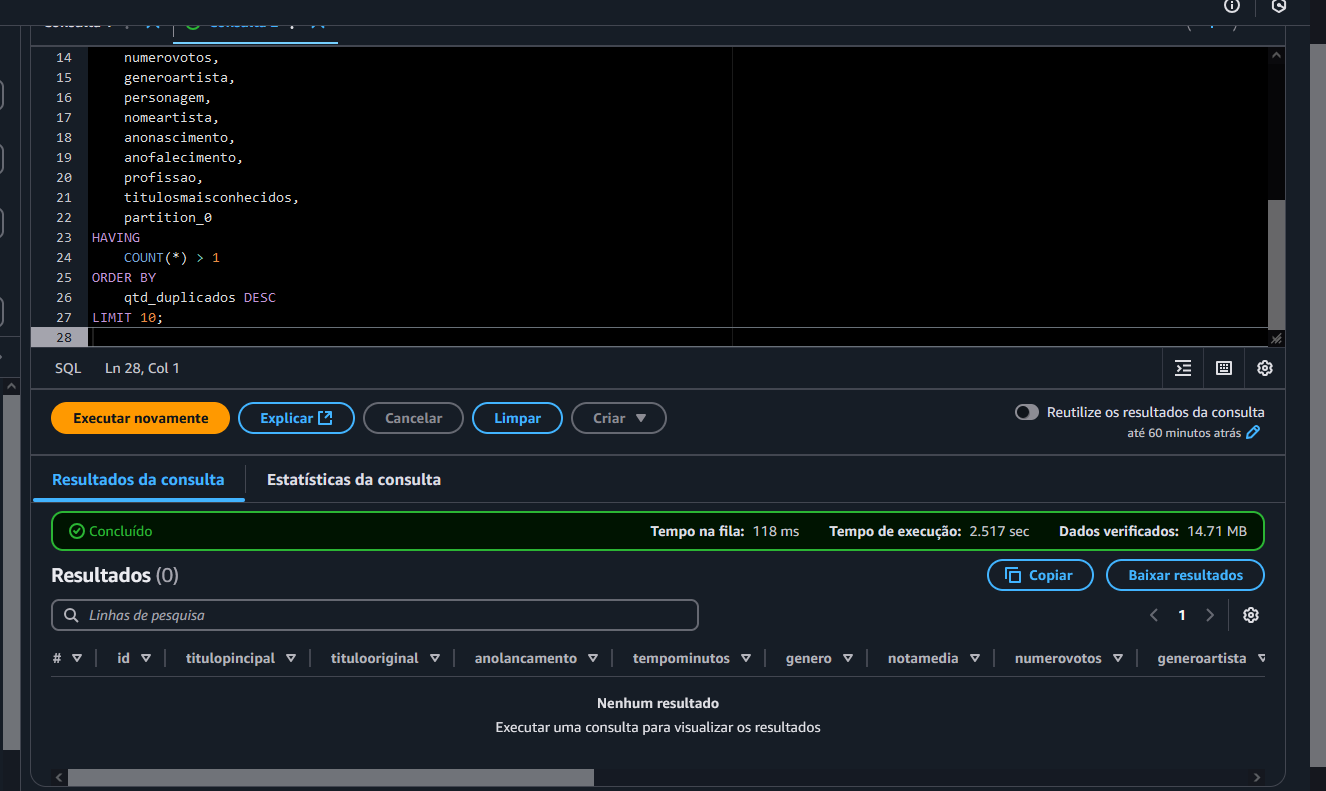 14 numerovotos,
15 generoartista,
16 personagem,
17 nomeartista,
18 anonascimento,
19 anofalecimento,
20 profissao,
21 titulosmaisconhecidos,
22 partition_0
23 HAVING
24 COUNT(*) > 1
25 ORDER BY
26 qtd_duplicados DESC
27 LIMIT 10;
28
SQL Ln 28, Col 1
Executar novamente Explicar Cancelar Limpar Criar
Reutilize os resultados da consulta
até 60 minutos atrás
Resultados da consulta Estatísticas da consulta
Concluído Tempo na fila: 118 ms Tempo de execução: 2.517 sec Dados verificados: 14.71 MB
Resultados (0) Copiar Baixar resultados
Linhas de pesquisa 1
# id titulopincipal titulooriginal anolancamento tempominutos genero notamedia numerovotos generoartista
Nenhum resultado
Executar uma consulta para visualizar os resultados